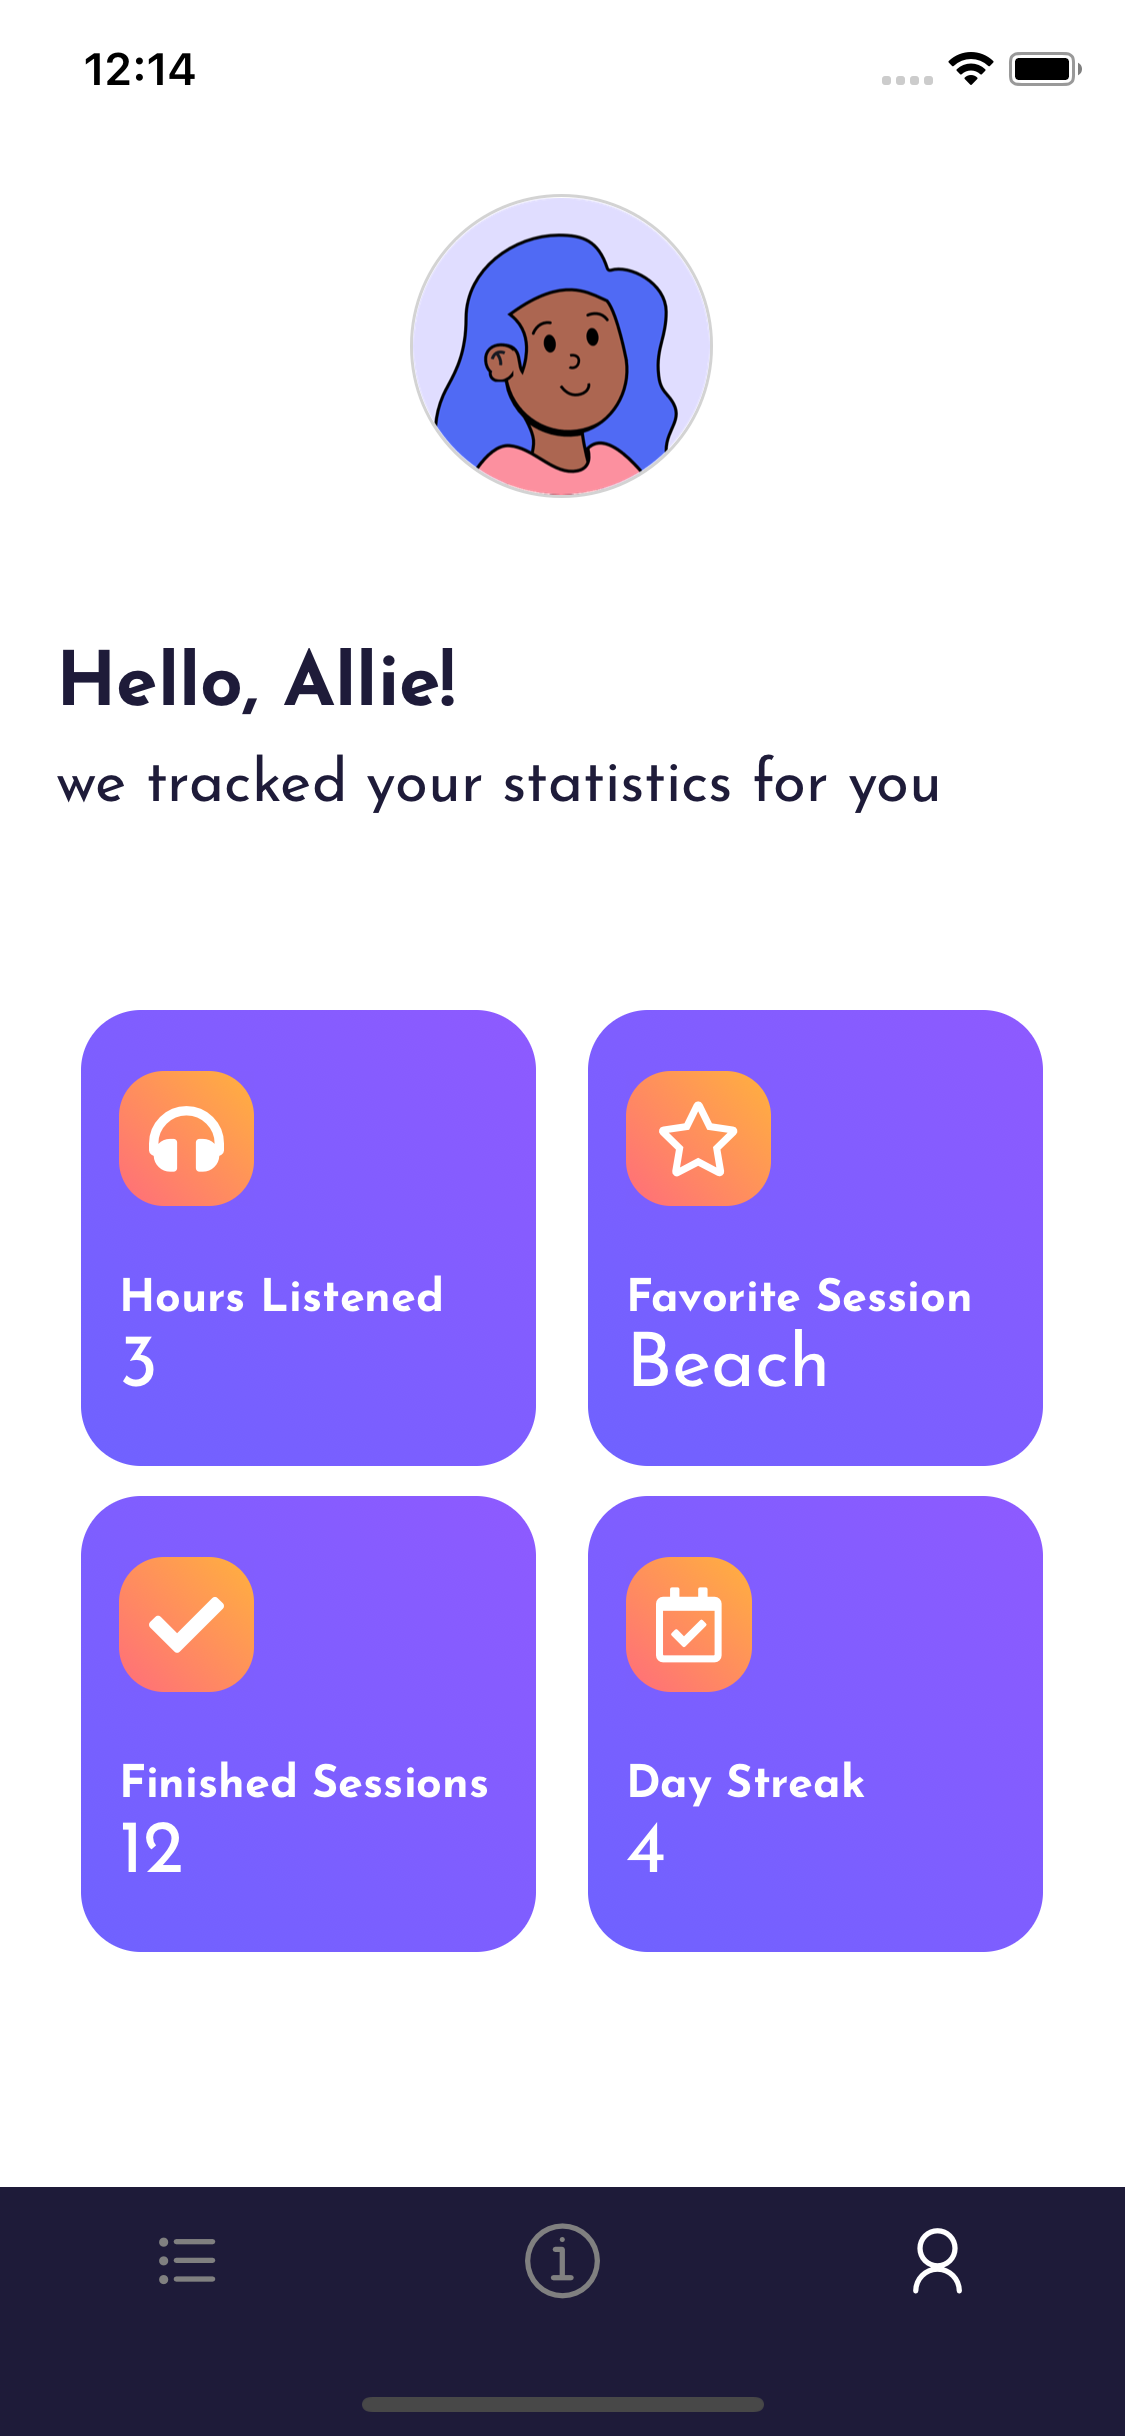 12:14
Hello, Allie!
we tracked your statistics for you
Hours Listened
3
Favorite Session
Beach
Finished Sessions
12
Day Streak
4